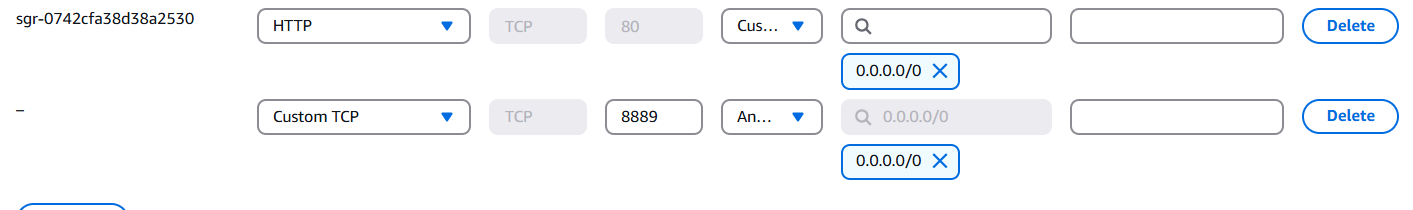 sgr-0742cfa38d38a2530 HTTP TCP 80 Cus... Delete
0.0.0.0/0
– Custom TCP TCP 8889 An... 0.0.0.0/0 Delete
0.0.0.0/0